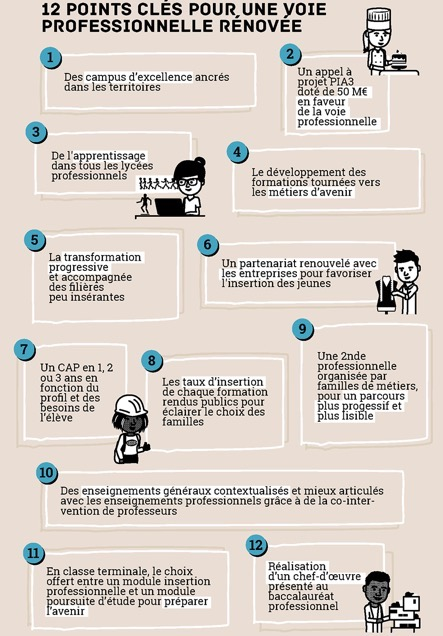 12 POINTS CLÉS POUR UNE VOIE
PROFESSIONNELLE RÉNOVÉE
1
Des campus d'excellence ancrés
dans les territoires
2
Un appel à
projet PIA3
doté de 50 M€
en faveur
de la voie
professionnelle
3
De l'apprentissage
dans tous les lycées
professionnels
4
Le développement des
formations tournées vers
les métiers d'avenir
5
La transformation
progressive
et accompagnée
des filières
peu insérantes
6
Un partenariat renouvelé avec
les entreprises pour favoriser
l'insertion des jeunes
7
Un CAP en 1, 2
ou 3 ans en
fonction du
profil et des
besoins de
l'élève
8
Les taux d'insertion
de chaque formation
rendus publics pour
éclairer le choix des
familles
9
Une 2nde
professionnelle
organisée par
familles de métiers,
pour un parcours
plus progessif et
plus lisible
10
Des enseignements généraux contextualisés et mieux articulés
avec les enseignements professionnels grâce à de la co-inter-
vention de professeurs
11
En classe terminale, le choix
offert entre un module insertion
professionnelle et un module
poursuite d'étude pour préparer
l'avenir
12
Réalisation
d'un chef-d'œuvre
présenté au
baccalauréat
professionnel